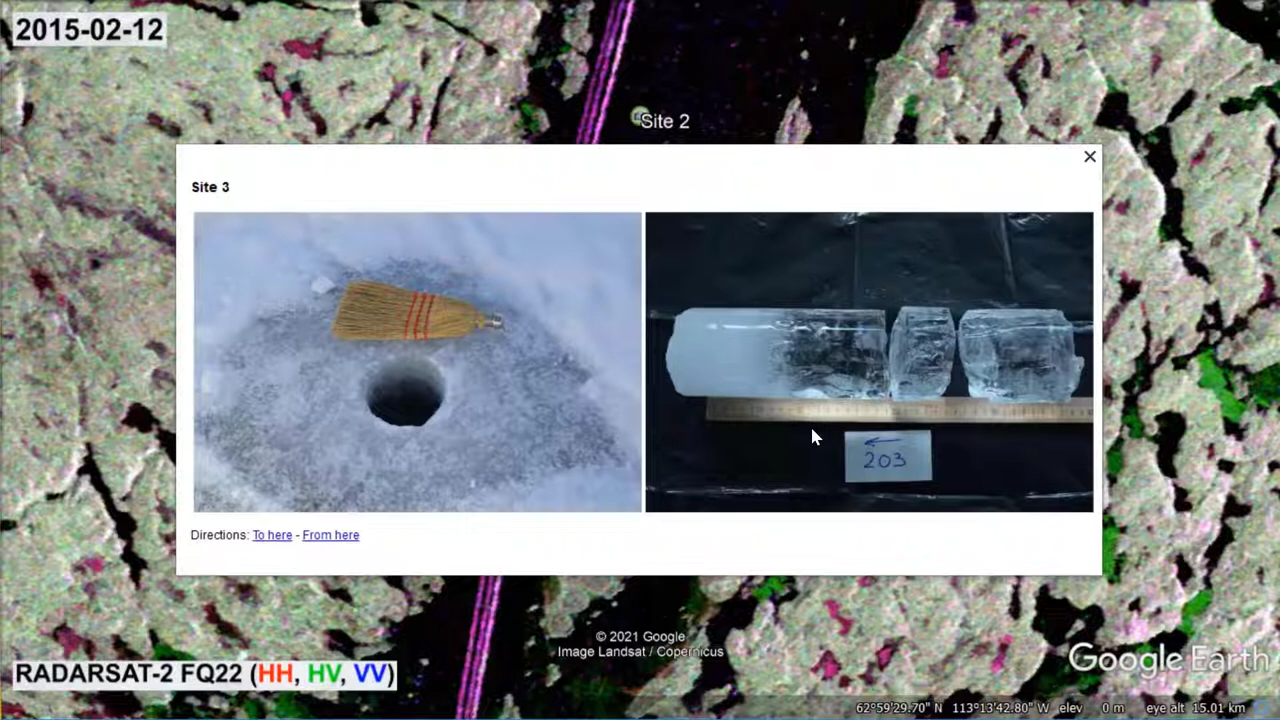 2015-02-12
Site 2
Site 3
203
Directions: To here - From here
© 2021 Google
Image Landsat / Copernicus
Google Earth
RADARSAT-2 FQ22 (HH, HV, VV)
62°59'29.70" N 113°13'42.80" W elev 0 m eye alt 15.01 km